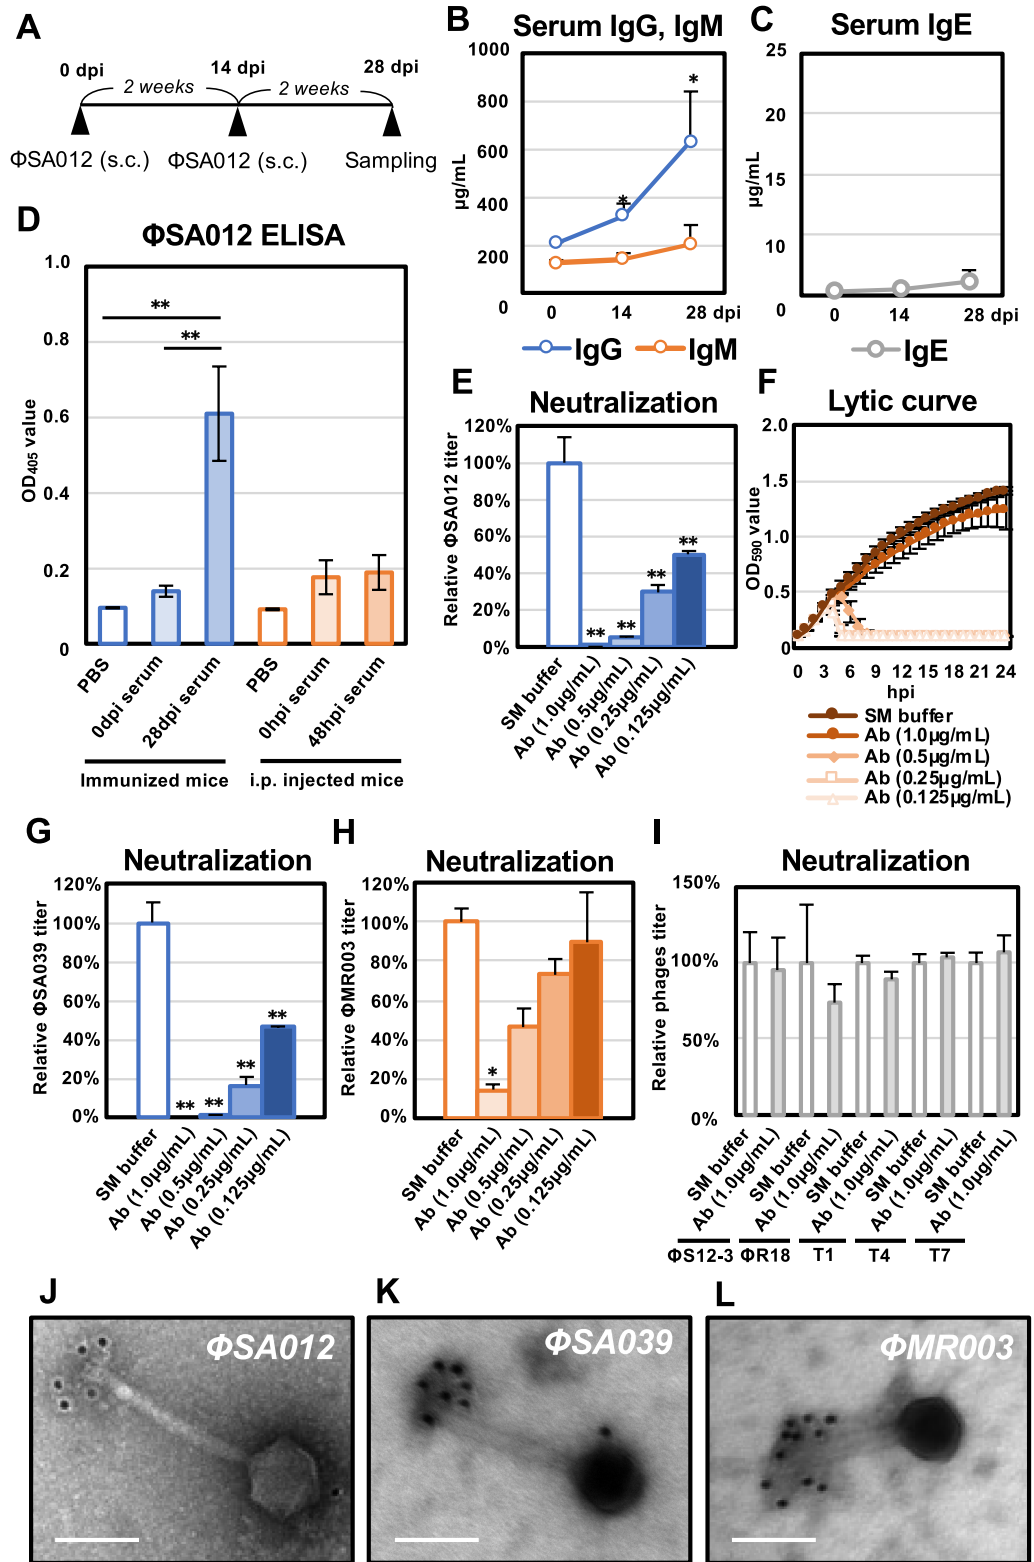 A
0 dpi
14 dpi
28 dpi
2 weeks
2 weeks
ΦSA012 (s.c.)
ΦSA012 (s.c.)
Sampling
B
Serum IgG, IgM
1000
800
600
400
200
0
µg/mL
0
14
28 dpi
IgG
IgM
*
*
C
Serum IgE
25
20
15
10
0
µg/mL
0
14
28 dpi
IgE
D
ΦSA012 ELISA
1.0
0.8
0.6
0.4
0.2
0
OD405 value
**
**
PBS
0dpi serum
28dpi serum
PBS
0hpi serum
48hpi serum
Immunized mice
i.p. injected mice
E
Neutralization
120%
100%
80%
60%
40%
20%
0%
Relative ΦSA012 titer
**
**
**
**
SM buffer
Ab (1.0µg/mL)
Ab (0.5µg/mL)
Ab (0.25µg/mL)
Ab (0.125µg/mL)
F
Lytic curve
2.0
1.5
1.0
0.5
0
OD590 value
0 3 6 9 12 15 18 21 24
hpi
SM buffer
Ab (1.0µg/mL)
Ab (0.5µg/mL)
Ab (0.25µg/mL)
Ab (0.125µg/mL)
G
Neutralization
120%
100%
80%
60%
40%
20%
0%
Relative ΦSA039 titer
**
**
**
**
SM buffer
Ab (1.0µg/mL)
Ab (0.5µg/mL)
Ab (0.25µg/mL)
Ab (0.125µg/mL)
H
Neutralization
120%
100%
80%
60%
40%
20%
0%
Relative ΦMR003 titer
*
SM buffer
Ab (1.0µg/mL)
Ab (0.5µg/mL)
Ab (0.25µg/mL)
Ab (0.125µg/mL)
I
Neutralization
150%
100%
50%
0%
Relative phages titer
SM buffer
Ab (1.0µg/mL)
SM buffer
Ab (1.0µg/mL)
SM buffer
Ab (1.0µg/mL)
SM buffer
Ab (1.0µg/mL)
SM buffer
Ab (1.0µg/mL)
ΦS12-3
ΦR18
T1
T4
T7
J
ΦSA012
K
ΦSA039
L
ΦMR003